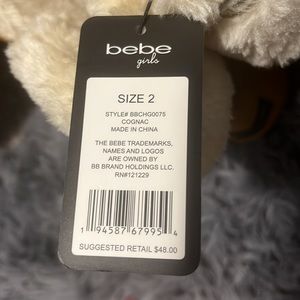 bebe
girls
SIZE 2
STYLE# BBCHG0075
COGNAC
MADE IN CHINA
THE BEBE TRADEMARKS,
NAMES AND LOGOS
ARE OWNED BY
BB BRAND HOLDINGS LLC.
RN#121229
1 94587 67995 4
SUGGESTED RETAIL $48.00